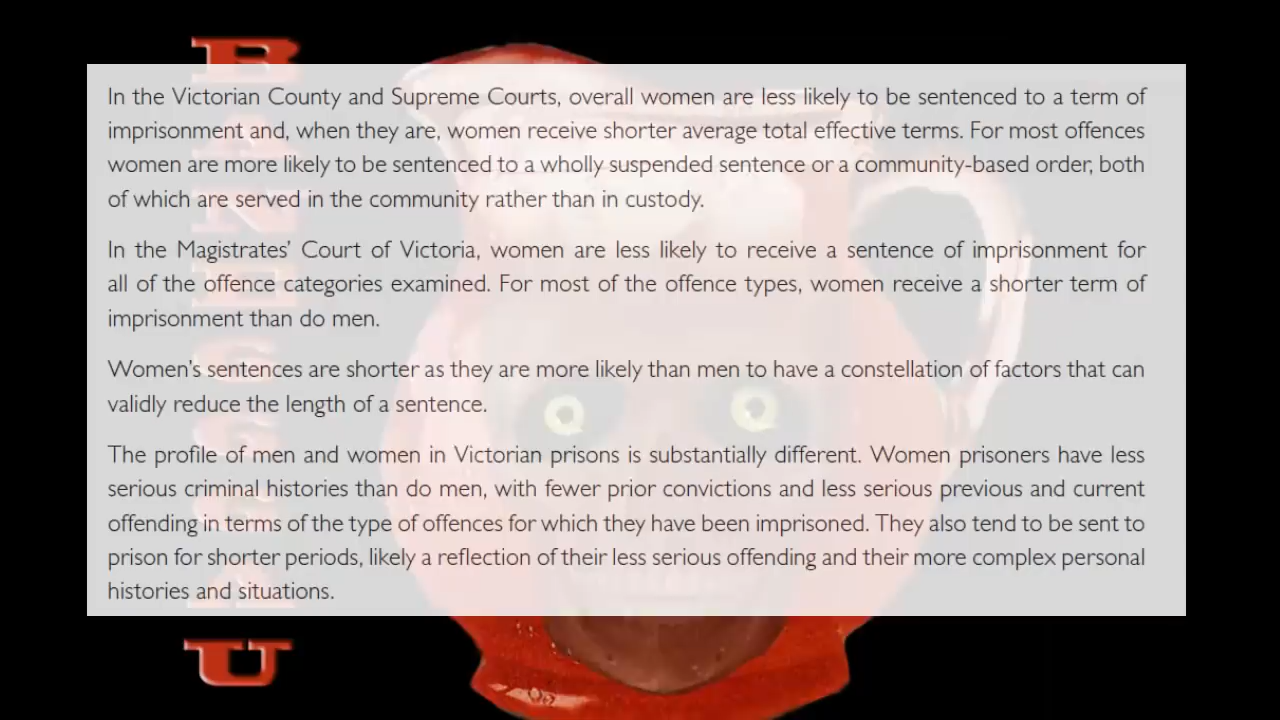 In the Victorian County and Supreme Courts, overall women are less likely to be sentenced to a term of
imprisonment and, when they are, women receive shorter average total effective terms. For most offences
women are more likely to be sentenced to a wholly suspended sentence or a community-based order, both
of which are served in the community rather than in custody.
In the Magistrates' Court of Victoria, women are less likely to receive a sentence of imprisonment for
all of the offence categories examined. For most of the offence types, women receive a shorter term of
imprisonment than do men.
Women's sentences are shorter as they are more likely than men to have a constellation of factors that can
validly reduce the length of a sentence.
The profile of men and women in Victorian prisons is substantially different. Women prisoners have less
serious criminal histories than do men, with fewer prior convictions and less serious previous and current
offending in terms of the type of offences for which they have been imprisoned. They also tend to be sent to
prison for shorter periods, likely a reflection of their less serious offending and their more complex personal
histories and situations.